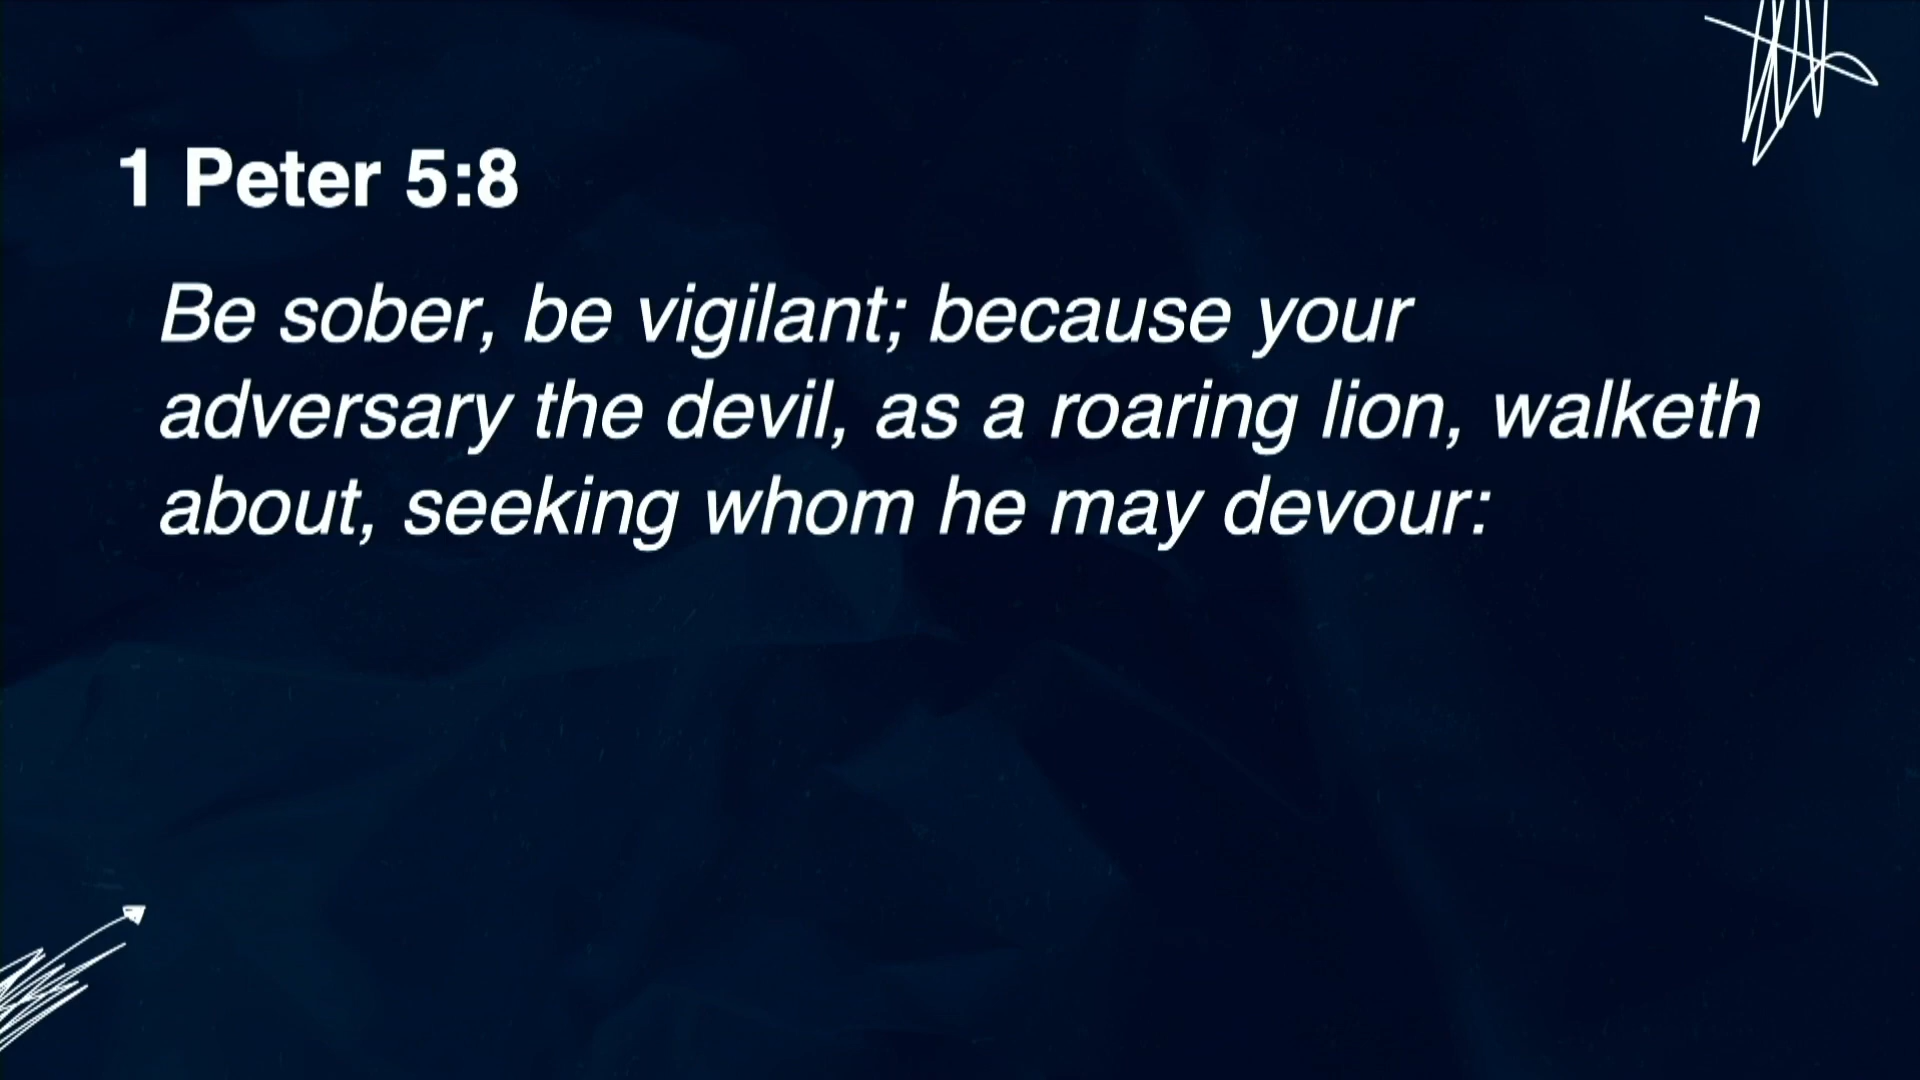 1 Peter 5:8
Be sober, be vigilant; because your
adversary the devil, as a roaring lion, walketh
about, seeking whom he may devour: